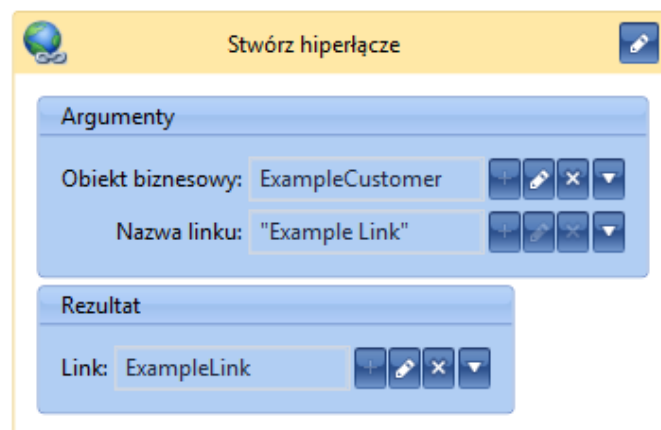 Stwórz hiperłącze
Argumenty
Obiekt biznesowy: ExampleCustomer
Nazwa linku: "Example Link"
Rezultat
Link: ExampleLink